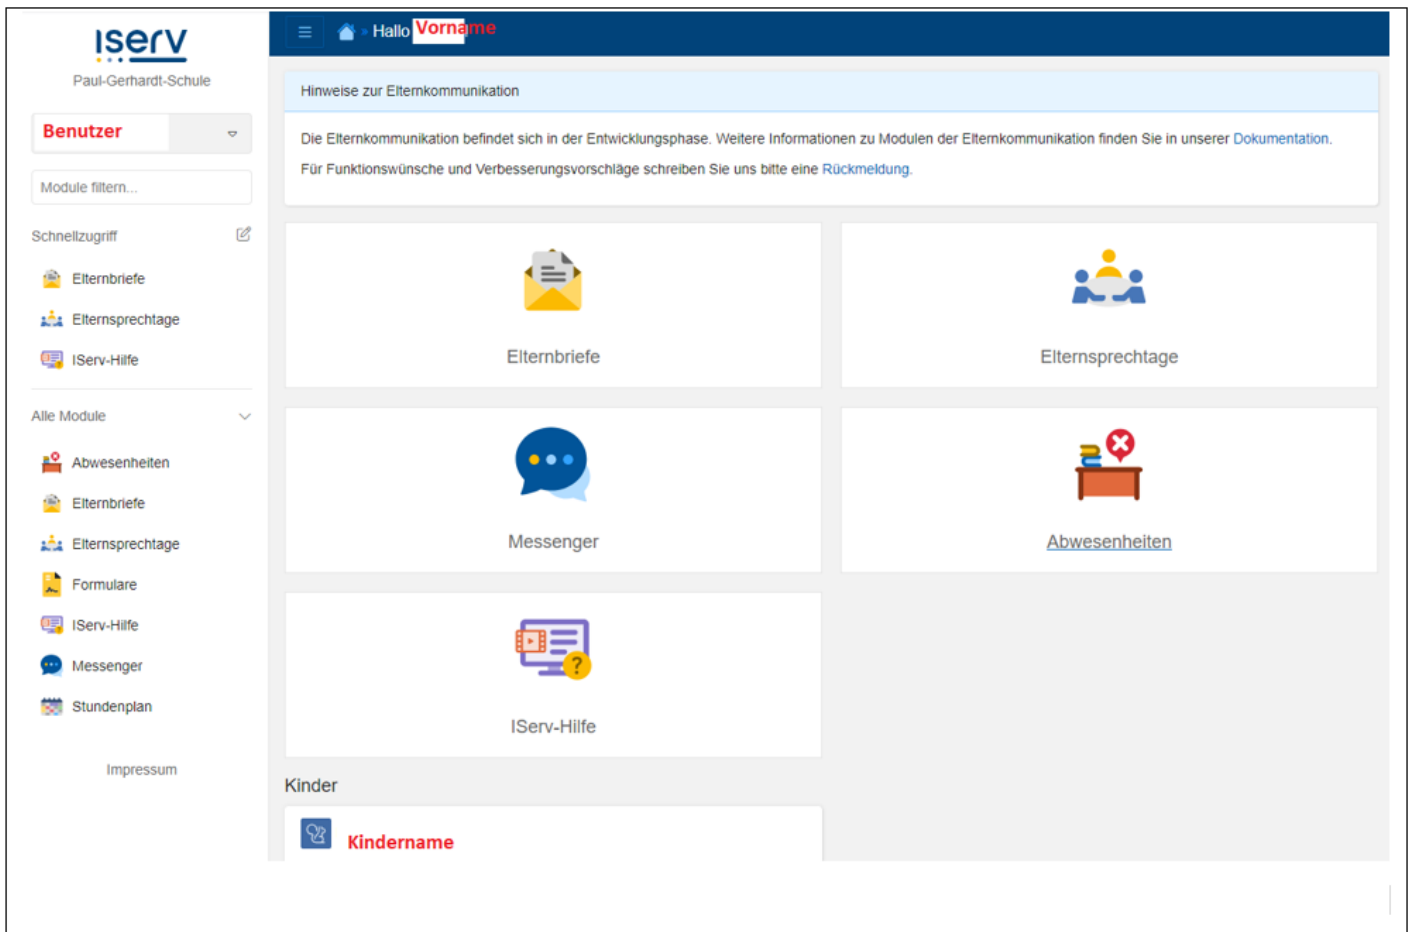 IServ
Paul-Gerhardt-Schule
Benutzer
Module filtern...
Schnellzugriff
Elternbriefe
Elternsprechtage
IServ-Hilfe
Alle Module
Abwesenheiten
Elternbriefe
Elternsprechtage
Formulare
IServ-Hilfe
Messenger
Stundenplan
Impressum
» Hallo Vorname
Hinweise zur Elternkommunikation
Die Elternkommunikation befindet sich in der Entwicklungsphase. Weitere Informationen zu Modulen der Elternkommunikation finden Sie in unserer Dokumentation.
Für Funktionswünsche und Verbesserungsvorschläge schreiben Sie uns bitte eine Rückmeldung.
Elternbriefe
Elternsprechtage
Messenger
Abwesenheiten
?
IServ-Hilfe
Kinder
Kindername